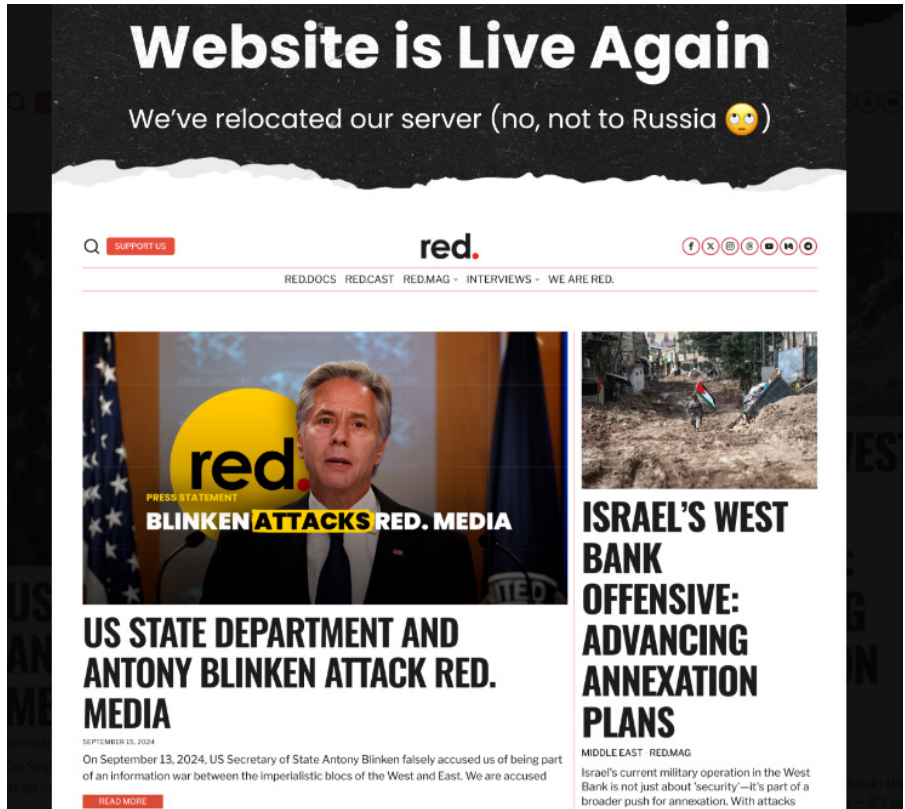 Website is Live Again
We’ve relocated our server (no, not to Russia 🙄)
SUPPORT US
red.
RED.DOCS RED.CAST RED.MAG INTERVIEWS WE ARE RED.
red.
PRESS STATEMENT
BLINKEN ATTACKS RED. MEDIA
UNITED
US STATE DEPARTMENT AND
ANTONY BLINKEN ATTACK RED.
MEDIA
SEPTEMBER 15, 2024
On September 13, 2024, US Secretary of State Antony Blinken falsely accused us of being part
of an information war between the imperialistic blocs of the West and East. We are accused
READ MORE
ISRAEL’S WEST
BANK
OFFENSIVE:
ADVANCING
ANNEXATION
PLANS
MIDDLE EAST · RED.MAG
Israel’s current military operation in the West
Bank is not just about ‘security’—it’s part of a
broader push for annexation. With attacks